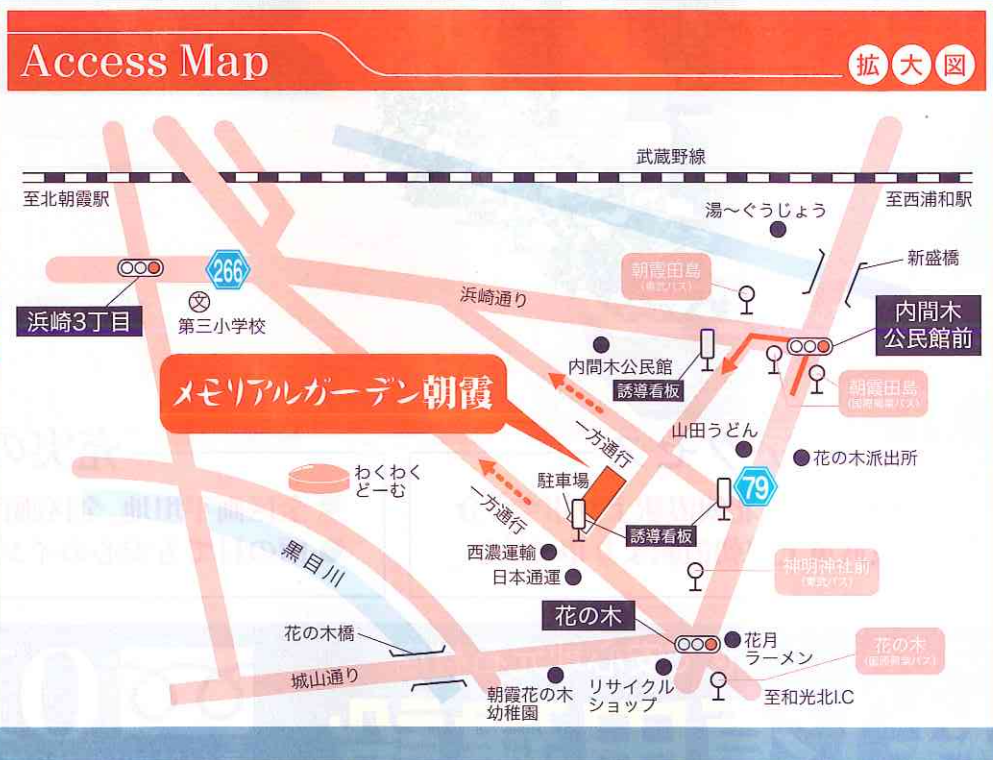 Access Map
拡大図
武蔵野線
至北朝霞駅
至西浦和駅
湯～ぐうじょう
新盛橋
朝霞田島
(東武バス)
266
浜崎通り
浜崎3丁目
文
第三小学校
内間木
公民館前
内間木公民館
誘導看板
朝霞田島
(国際興業バス)
メモリアルガーデン朝霞
一方通行
山田うどん
花の木派出所
わくわく
どーむ
一方通行
駐車場
79
誘導看板
西濃運輸
日本通運
黒目川
神明神社前
(東武バス)
花の木
花の木橋
花月
ラーメン
花の木
(国際興業バス)
城山通り
朝霞花の木
幼稚園
リサイクル
ショップ
至和光北I.C